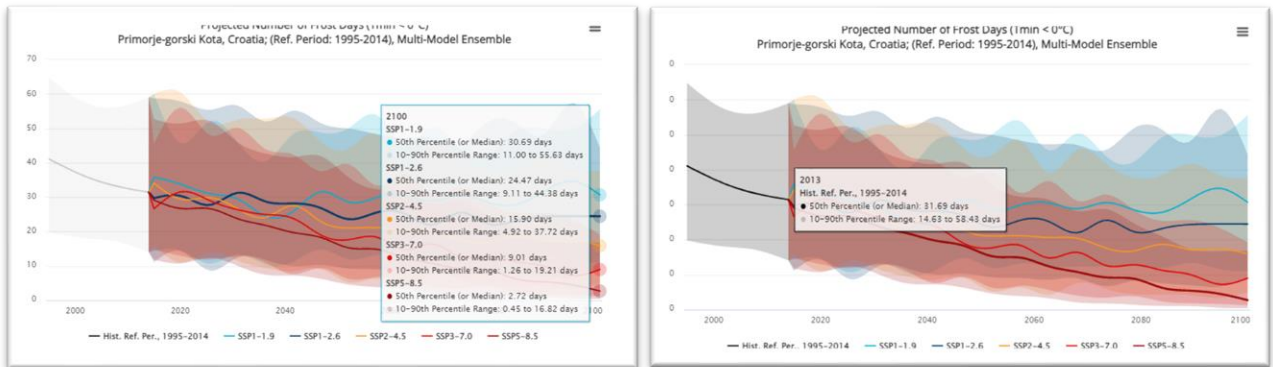 Projected Number of Frost Days (Tmin < 0°C)
Primorje-gorski Kota, Croatia; (Ref. Period: 1995-2014), Multi-Model Ensemble
70
60
50
40
30
20
10
0
2000
2020
2040
2100
2100
SSP1-1.9
50th Percentile (or Median): 30.69 days
10-90th Percentile Range: 11.00 to 55.63 days
SSP1-2.6
50th Percentile (or Median): 24.47 days
10-90th Percentile Range: 9.11 to 44.38 days
SSP2-4.5
50th Percentile (or Median): 15.90 days
10-90th Percentile Range: 4.92 to 37.72 days
SSP3-7.0
50th Percentile (or Median): 9.01 days
10-90th Percentile Range: 1.26 to 19.21 days
SSP5-8.5
50th Percentile (or Median): 2.72 days
10-90th Percentile Range: 0.45 to 16.82 days
Hist. Ref. Per., 1995-2014 SSP1-1.9 SSP1-2.6 SSP2-4.5 SSP3-7.0 SSP5-8.5
Projected Number of Frost Days (Tmin < 0°C)
Primorje-gorski Kota, Croatia; (Ref. Period: 1995-2014), Multi-Model Ensemble
0
0
0
0
0
0
0
0
2013
Hist. Ref. Per., 1995-2014
50th Percentile (or Median): 31.69 days
10-90th Percentile Range: 14.63 to 58.43 days
2000
2020
2040
2060
2080
2100
Hist. Ref. Per., 1995-2014 SSP1-1.9 SSP1-2.6 SSP2-4.5 SSP3-7.0 SSP5-8.5